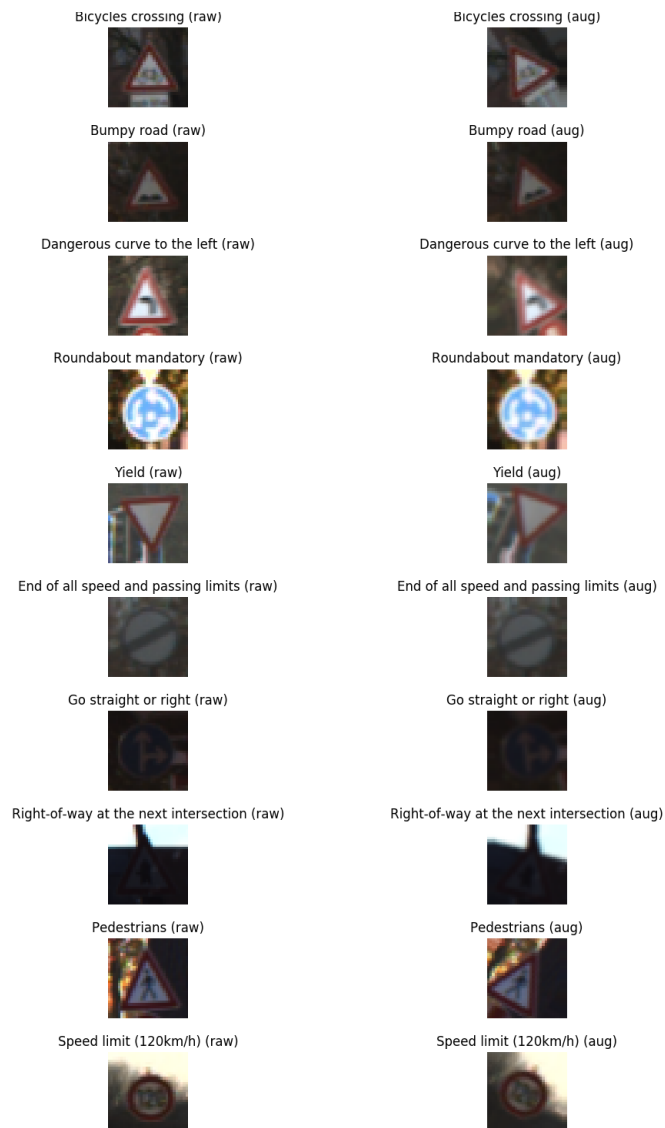 Bicycles crossing (raw) Bicycles crossing (aug)
Bumpy road (raw) Bumpy road (aug)
Dangerous curve to the left (raw) Dangerous curve to the left (aug)
Roundabout mandatory (raw) Roundabout mandatory (aug)
Yield (raw) Yield (aug)
End of all speed and passing limits (raw) End of all speed and passing limits (aug)
Go straight or right (raw) Go straight or right (aug)
Right-of-way at the next intersection (raw) Right-of-way at the next intersection (aug)
Pedestrians (raw) Pedestrians (aug)
Speed limit (120km/h) (raw) Speed limit (120km/h) (aug)